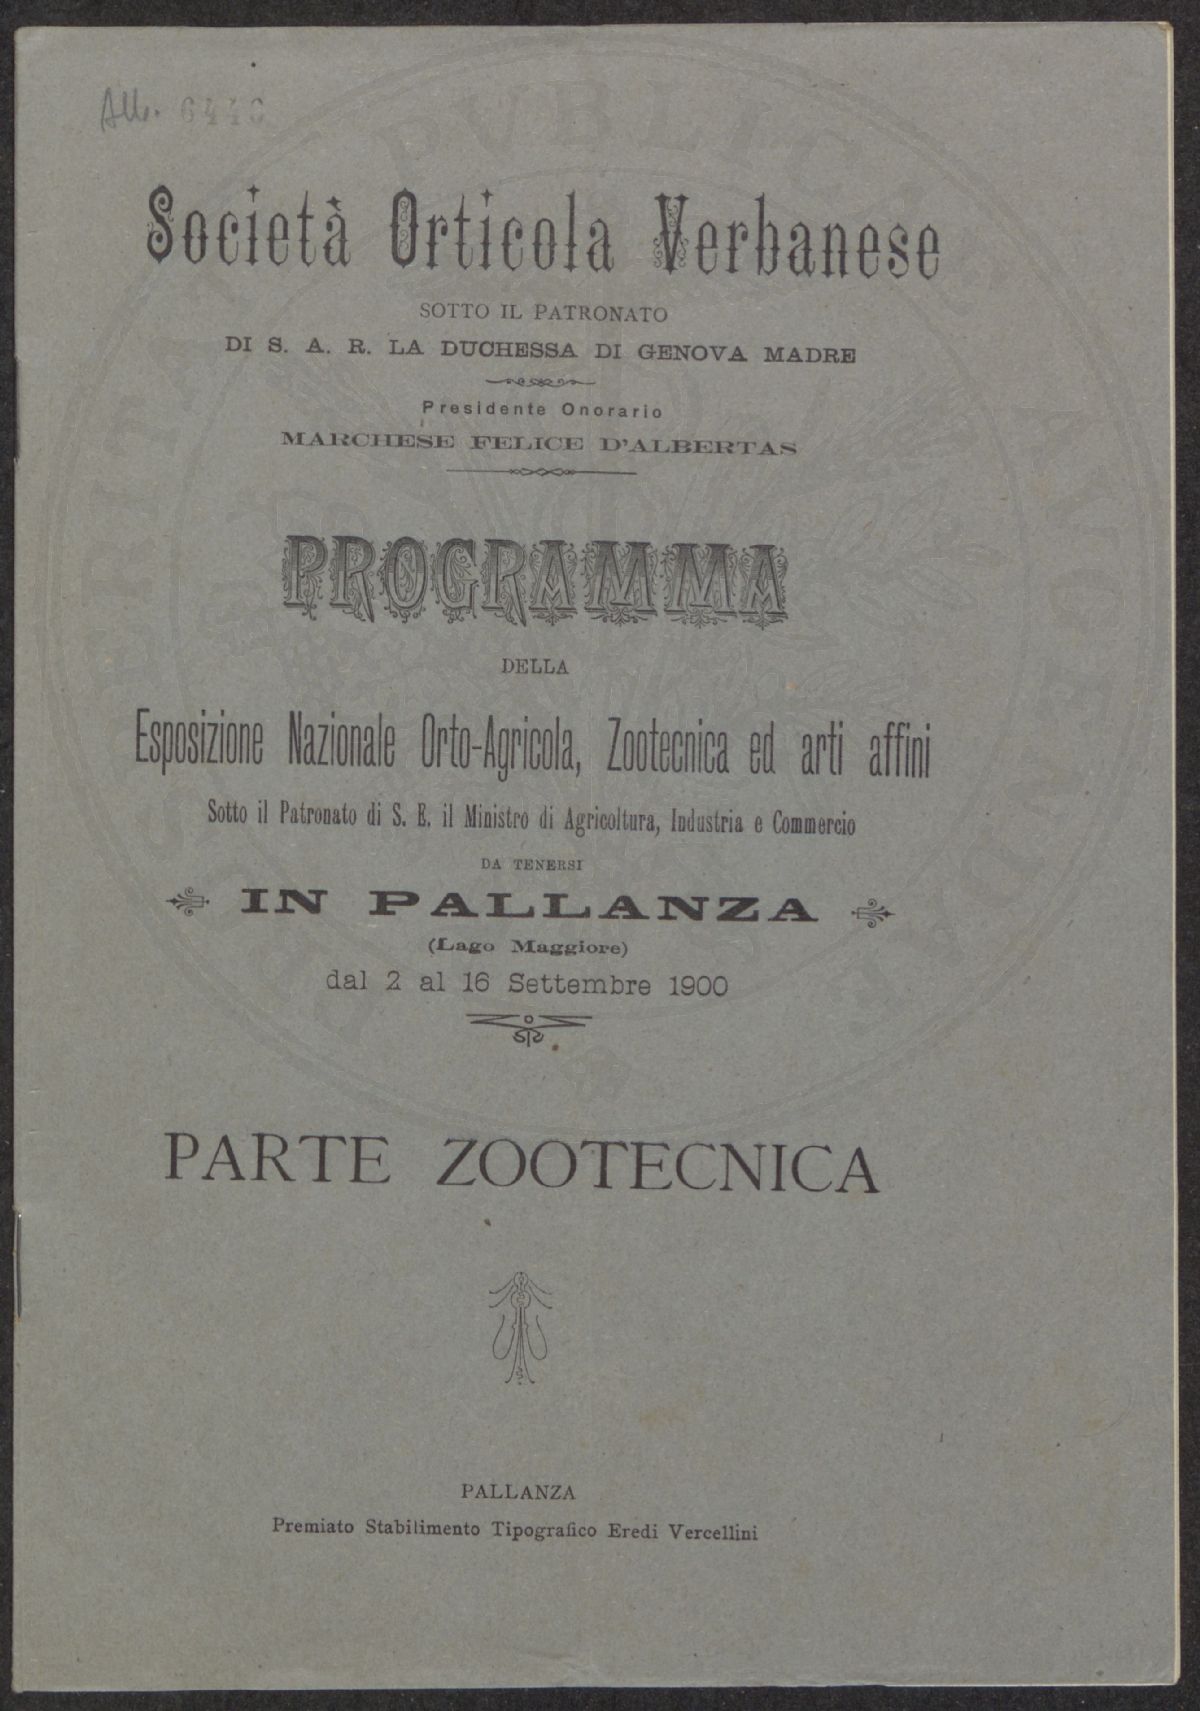 All. 6440
Società Orticola Verbanese
SOTTO IL PATRONATO
DI S. A. R. LA DUCHESSA DI GENOVA MADRE
Presidente Onorario
MARCHESE FELICE D'ALBERTAS
PROGRAMMA
DELLA
Esposizione Nazionale Orto-Agricola, Zootecnica ed arti affini
Sotto il Patronato di S. E. il Ministro di Agricoltura, Industria e Commercio
DA TENERSI
IN PALLANZA
(Lago Maggiore)
dal 2 al 16 Settembre 1900
PARTE ZOOTECNICA
PALLANZA
Premiato Stabilimento Tipografico Eredi Vercellini